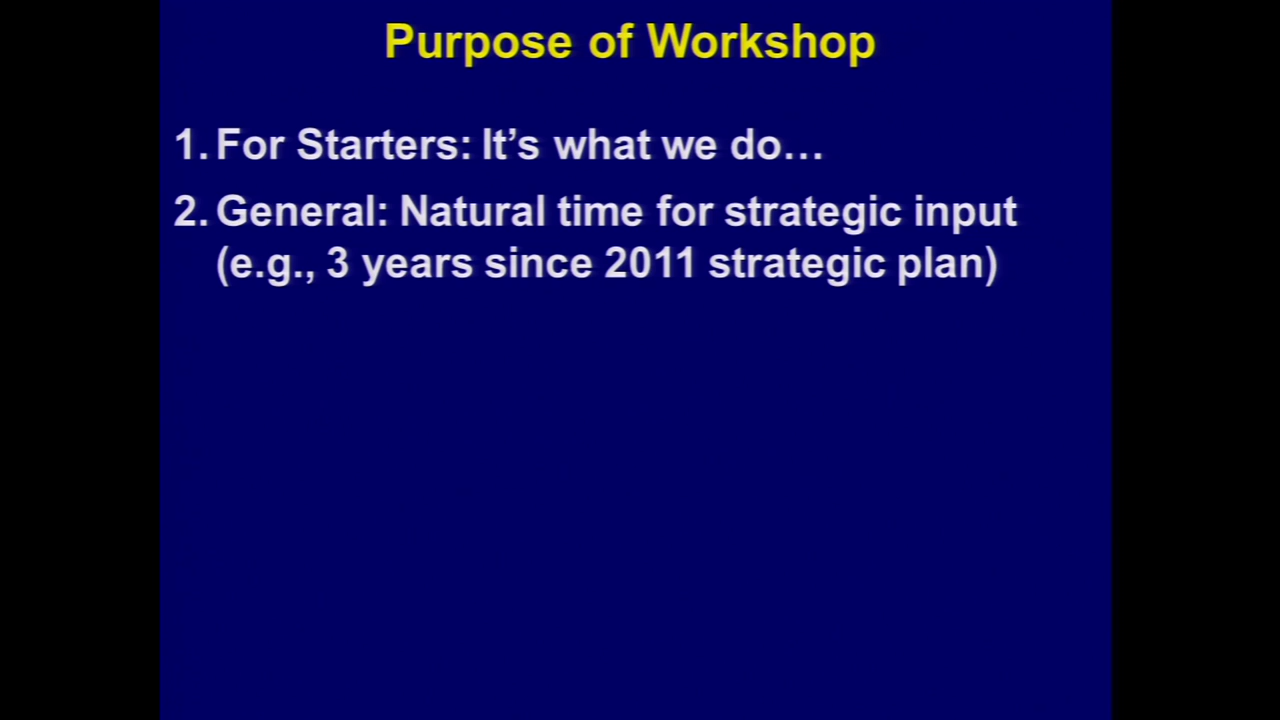 Purpose of Workshop
1. For Starters: It’s what we do…
2. General: Natural time for strategic input
(e.g., 3 years since 2011 strategic plan)